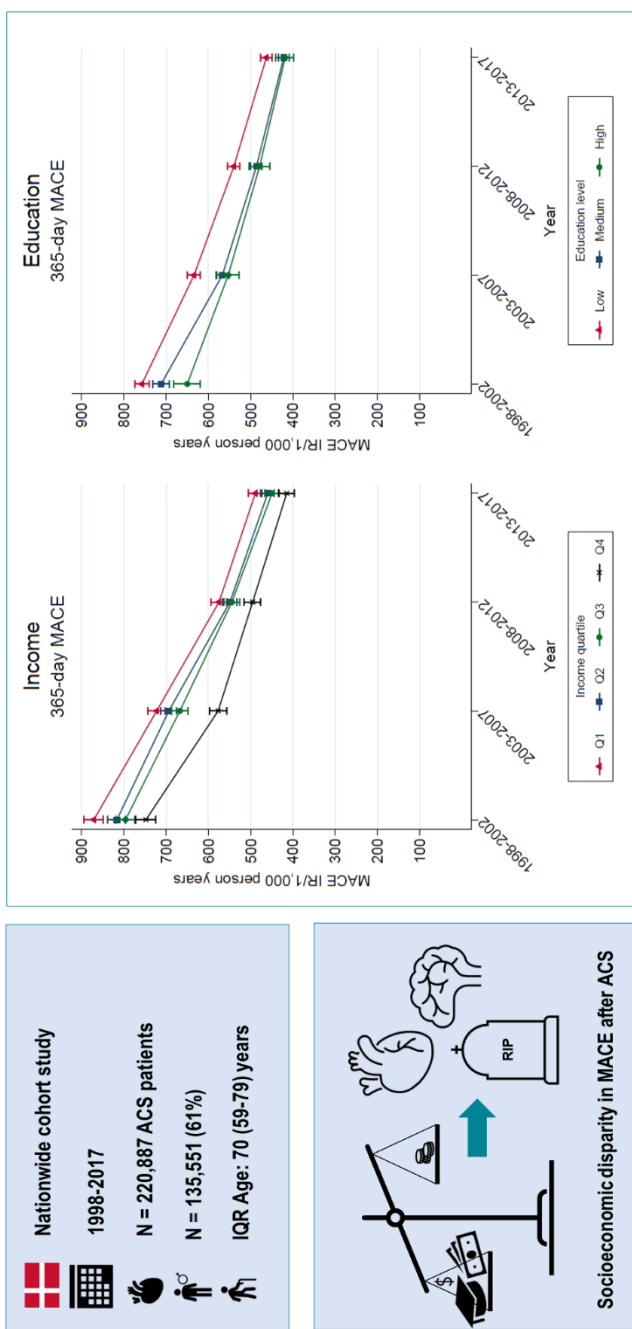 Nationwide cohort study
1998-2017
N = 220,887 ACS patients
N = 135,551 (61%)
IQR Age: 70 (59-79) years
$
RIP
Socioeconomic disparity in MACE after ACS
Income
365-day MACE
MACE IR/1,000 person years
900
800
700
600
500
400
300
200
100
1998-2002
2003-2007
2008-2012
2013-2017
Year
Income quartile
Q1 Q2 Q3 Q4
Education
365-day MACE
MACE IR/1,000 person years
900
800
700
600
500
400
300
200
100
1998-2002
2003-2007
2008-2012
2013-2017
Year
Education level
Low Medium High